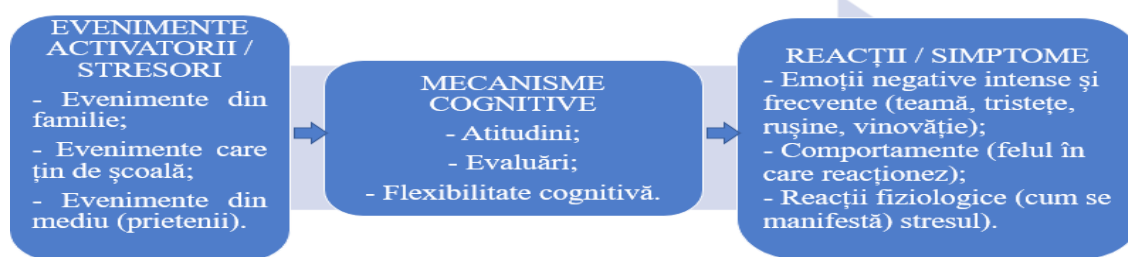 EVENIMENTE
ACTIVATORII /
STRESORI
- Evenimente din
familie;
- Evenimente care
țin de școală;
- Evenimente din
mediu (prietenii).
MECANISME
COGNITIVE
- Atitudini;
- Evaluări;
- Flexibilitate cognitivă.
REACȚII / SIMPTOME
- Emoții negative intense și
frecvente (teamă, tristețe,
rușine, vinovăție);
- Comportamente (felul în
care reacționez);
- Reacții fiziologice (cum se
manifestă) stresul).